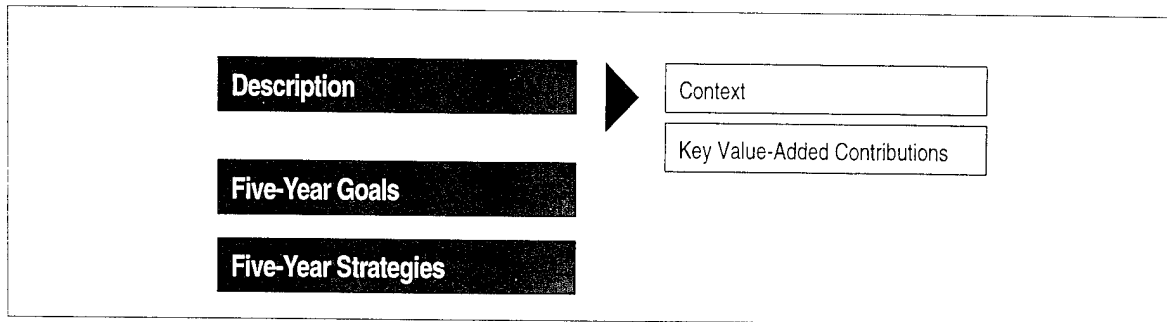 Description
Context
Key Value-Added Contributions
Five-Year Goals
Five-Year Strategies